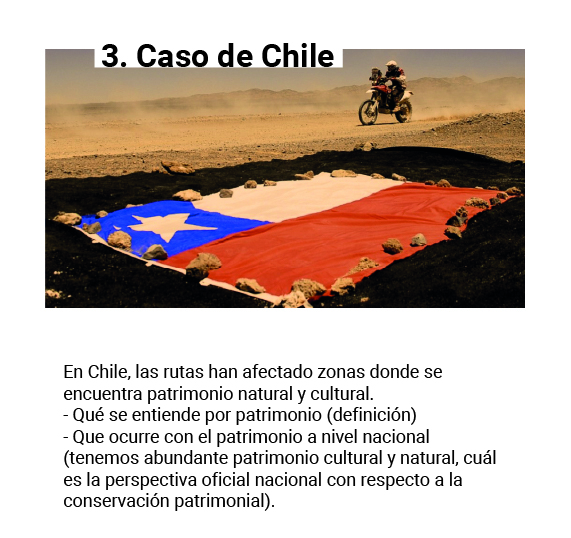 3. Caso de Chile
En Chile, las rutas han afectado zonas donde se
encuentra patrimonio natural y cultural.
- Qué se entiende por patrimonio (definición)
- Que ocurre con el patrimonio a nivel nacional
(tenemos abundante patrimonio cultural y natural, cuál
es la perspectiva oficial nacional con respecto a la
conservación patrimonial).